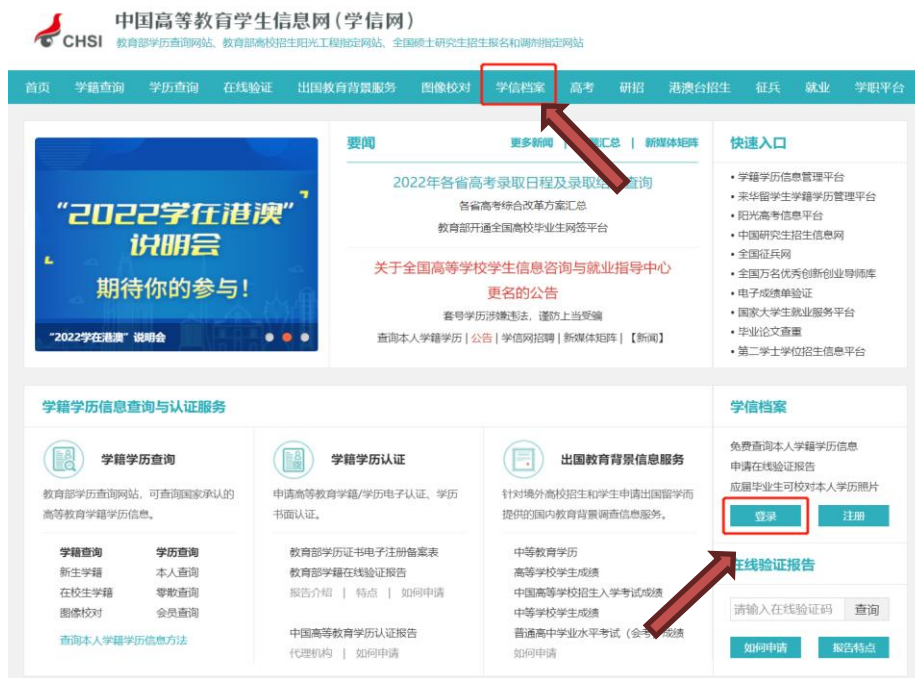 中国高等教育学生信息网(学信网)
CHSI 教育部学历查询网站、教育部高校招生阳光工程指定网站、全国硕士研究生招生报名和调剂指定网站
首页 学籍查询 学历查询 在线验证 出国教育背景服务 图像校对 学信档案 高考 研招 港澳台招生 征兵 就业 学职平台
“2022学在港澳”
说明会
期待你的参与!
“2022学在港澳”说明会
要闻 更多新闻 | 汇总 | 新媒体矩阵
2022年各省高考录取日程及录取结 查询
各省高考综合改革方案汇总
教育部开通全国高校毕业生网签平台
关于全国高等学校学生信息咨询与就业指导中心
更名的公告
套号学历涉嫌违法,谨防上当受骗
查询本人学籍学历 | 公告 | 学信网招聘 | 新媒体矩阵 | 【新闻】
快速入口
• 学籍学历信息管理平台
• 来华留学生学籍学历管理平台
• 阳光高考信息平台
• 中国研究生招生信息网
• 全国征兵网
• 全国万名优秀创新创业导师库
• 电子成绩单验证
• 国家大学生就业服务平台
• 毕业论文查重
• 第二学士学位招生信息平台
学籍学历信息查询与认证服务
学籍学历查询
教育部学历查询网站,可查询国家承认的
高等教育学籍学历信息。
学籍查询 学历查询
新生学籍 本人查询
在校生学籍 零散查询
图像校对 会员查询
查询本人学籍学历信息方法
学籍学历认证
申请高等教育学籍/学历电子认证、学历
书面认证。
教育部学历证书电子注册备案表
教育部学籍在线验证报告
报告介绍 | 特点 | 如何申请
中国高等教育学历认证报告
代理机构 | 如何申请
出国教育背景信息服务
针对境外高校招生和学生申请出国留学而
提供的国内教育背景调查信息服务。
中等教育学历
高等学校学生成绩
中国高等学校招生入学考试成绩
中等学校学生成绩
普通高中学业水平考试(会考)成绩
如何申请
学信档案
免费查询本人学籍学历信息
申请在线验证报告
应届毕业生可校对本人学历照片
登录 注册
在线验证报告
请输入在线验证码 查询
如何申请 报告特点